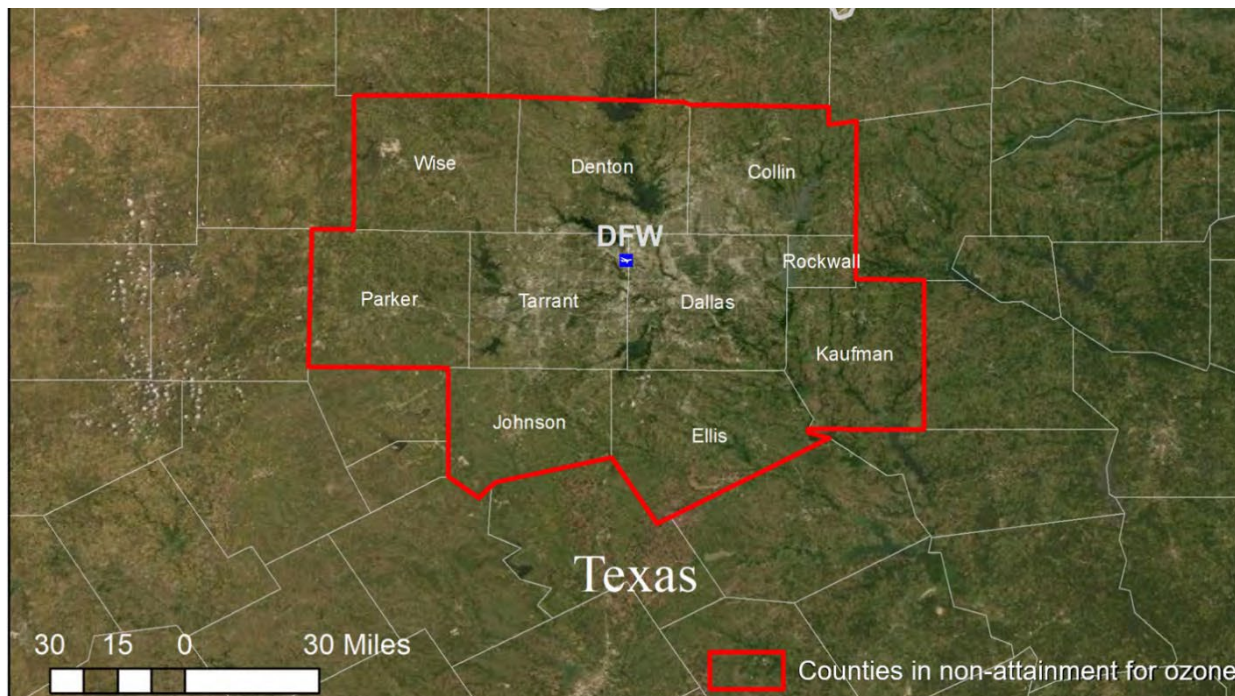 Wise
Denton
Collin
DFW
Rockwall
Parker
Tarrant
Dallas
Kaufman
Johnson
Ellis
Texas
30 15 0 30 Miles
Counties in non-attainment for ozone